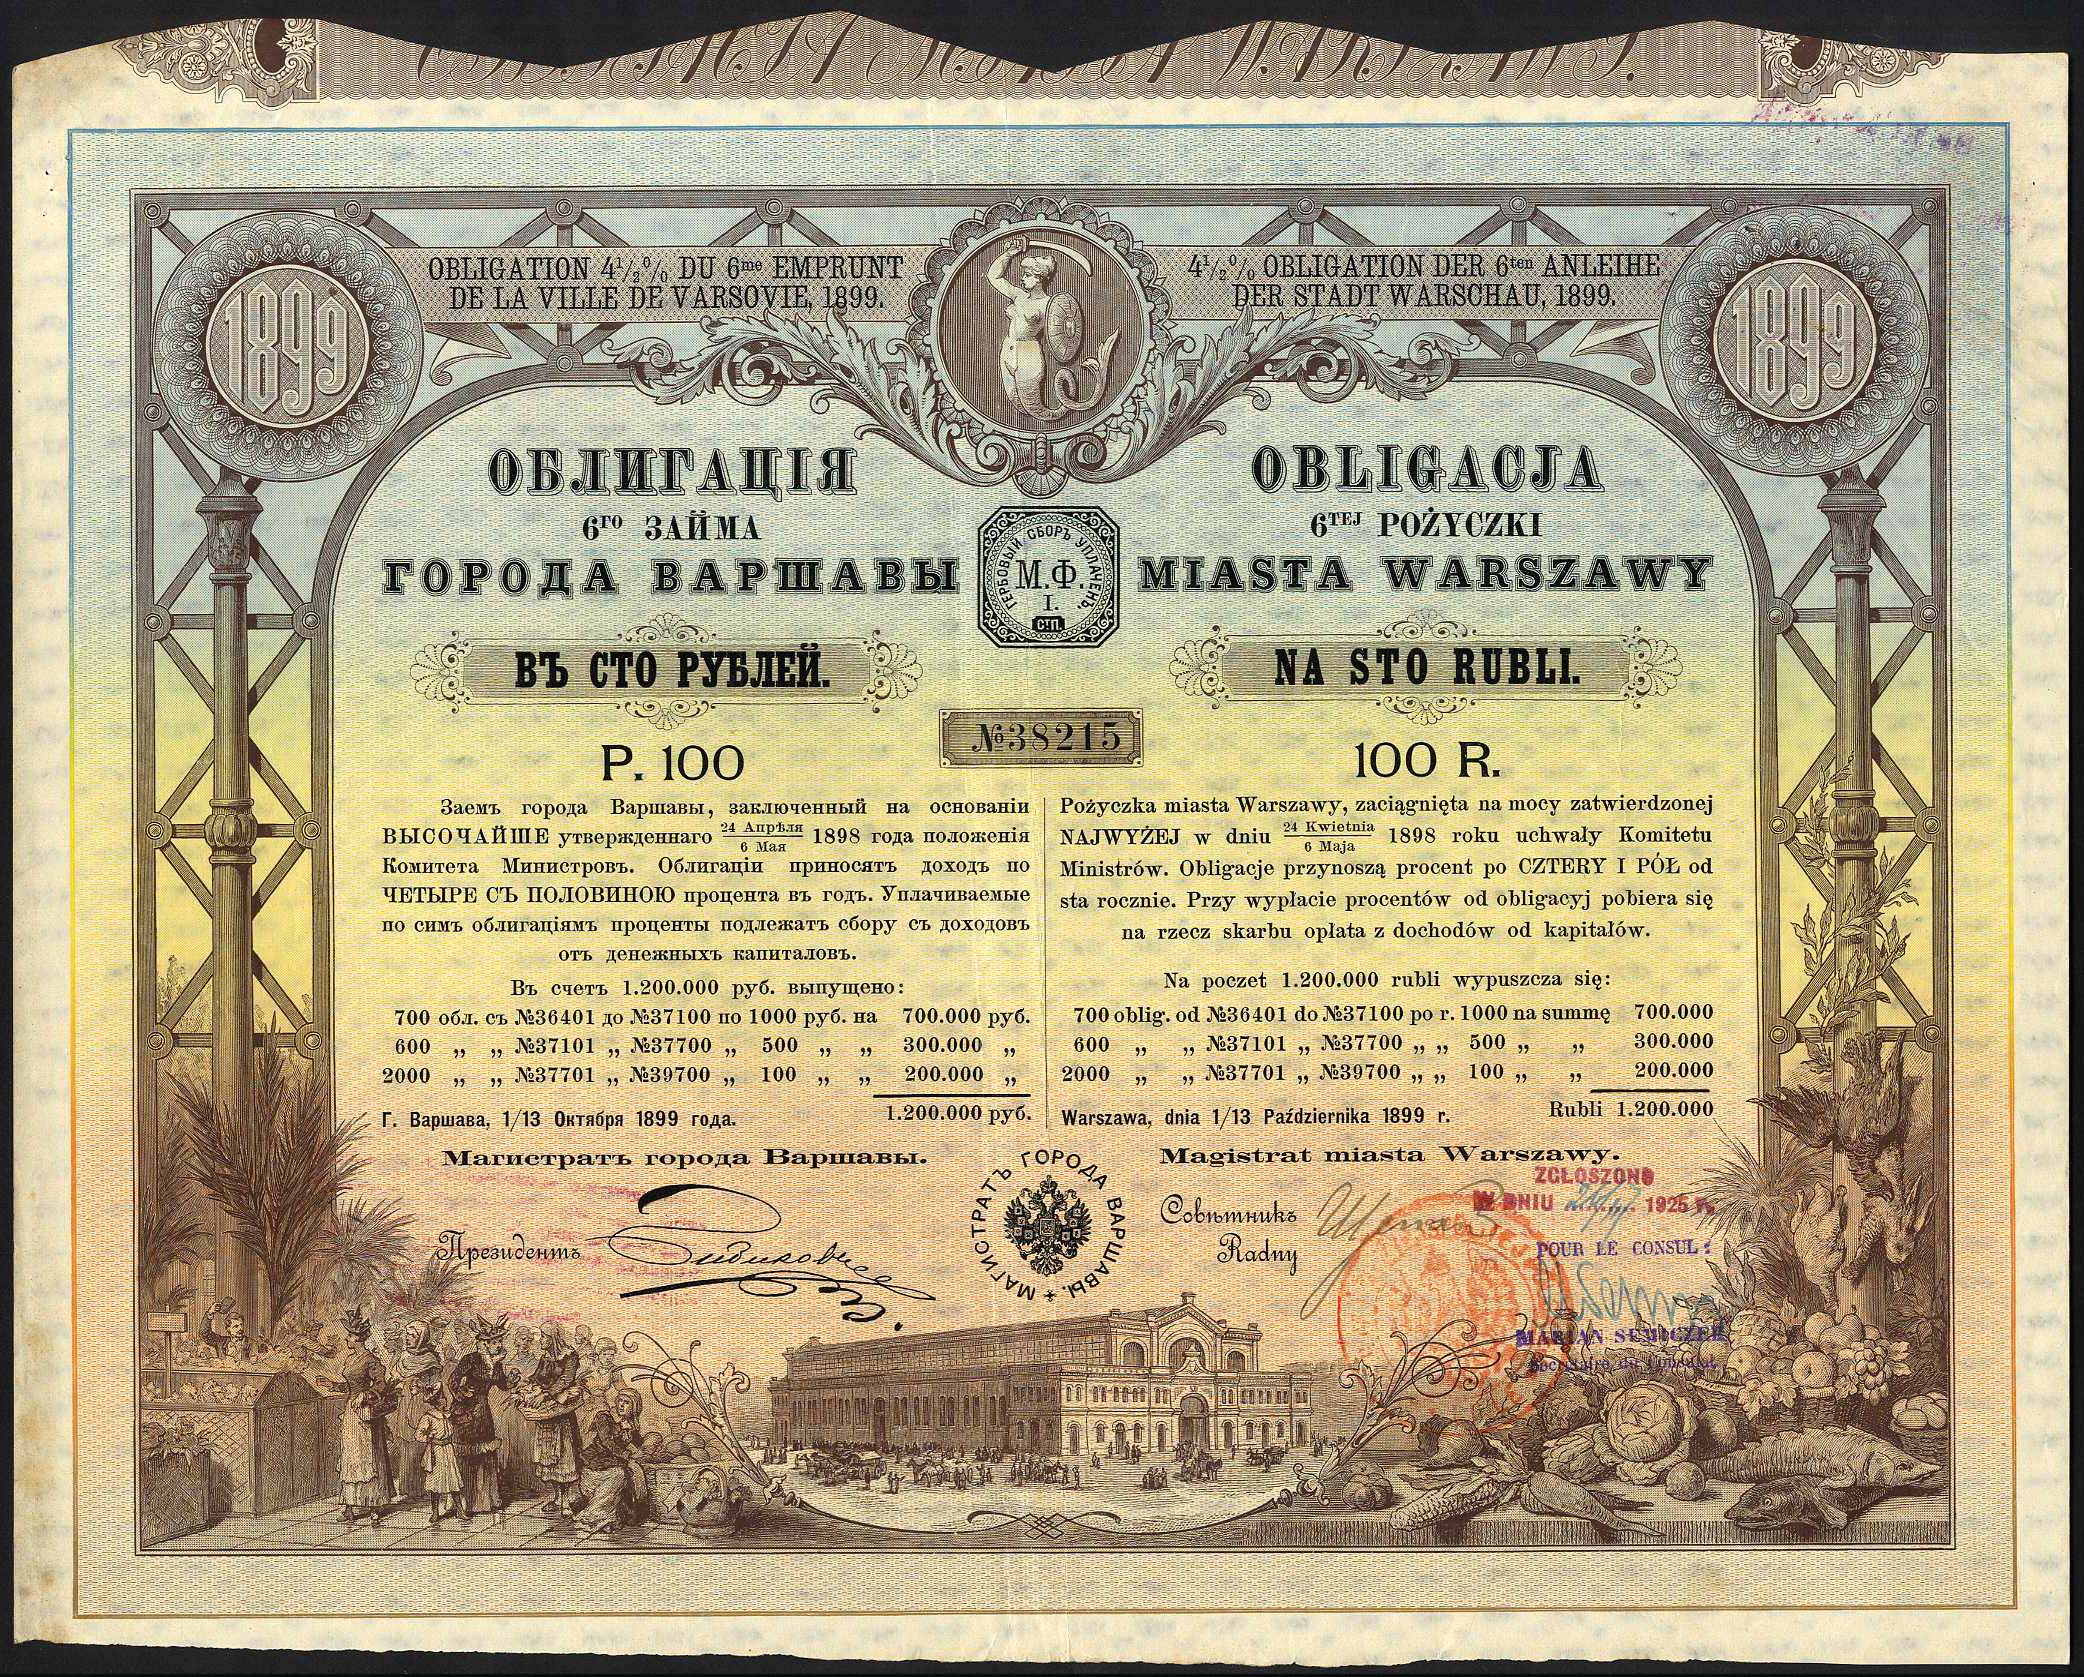 OBLIGATION 4½% DU 6me EMPRUNT
DE LA VILLE DE VARSOVIE, 1899.
4½% OBLIGATION DER 6ten ANLEIHE
DER STADT WARSCHAU, 1899.
1899
1899
ОБЛИГАЦІЯ
6ГО ЗАЙМА
ГОРОДА ВАРШАВЫ
ВЪ СТО РУБЛЕЙ.
Р. 100
ГЕРБОВЫЙ СБОРЪ УПЛАЧЕНЪ.
М.Ф.
I.
СТП.
№38215
OBLIGACJA
6TEJ POŻYCZKI
MIASTA WARSZAWY
NA STO RUBLI.
100 R.
Заемъ города Варшавы, заключенный на основаніи
ВЫСОЧАЙШЕ утвержденнаго 24 Апрѣля/6 Мая 1898 года положенія
Комитета Министровъ. Облигаціи приносятъ доходъ по
ЧЕТЫРЕ СЪ ПОЛОВИНОЮ процента въ годъ. Уплачиваемые
по симъ облигаціямъ проценты подлежатъ сбору съ доходовъ
отъ денежныхъ капиталовъ.
Въ счетъ 1.200.000 руб. выпущено:
700 обл. съ №36401 до №37100 по 1000 руб. на 700.000 руб.
600 „ „ №37101 „ №37700 „ 500 „ „ 300.000 „
2000 „ „ №37701 „ №39700 „ 100 „ „ 200.000 „
1.200.000 руб.
Г. Варшава, 1/13 Октября 1899 года.
Магистратъ города Варшавы.
Президентъ
Pożyczka miasta Warszawy, zaciągnięta na mocy zatwierdzonej
NAJWYŻEJ w dniu 24 Kwietnia/6 Maja 1898 roku uchwały Komitetu
Ministrów. Obligacje przynoszą procent po CZTERY I PÓŁ od
sta rocznie. Przy wypłacie procentów od obligacyj pobiera się
na rzecz skarbu opłata z dochodów od kapitałów.
Na poczet 1.200.000 rubli wypuszcza się:
700 oblig. od №36401 do №37100 po r. 1000 na summę 700.000
600 „ „ №37101 „ №37700 „ „ 500 „ „ 300.000
2000 „ „ №37701 „ №39700 „ „ 100 „ „ 200.000
Rubli 1.200.000
Warszawa, dnia 1/13 Października 1899 r.
Magistrat miasta Warszawy.
Совѣтникъ
Radny
МАГИСТРАТЪ ГОРОДА ВАРШАВЫ.
ZGŁOSZONO
W DNIU 1925 r.
POUR LE CONSUL:
MARIAN
Secrétaire du Consulat